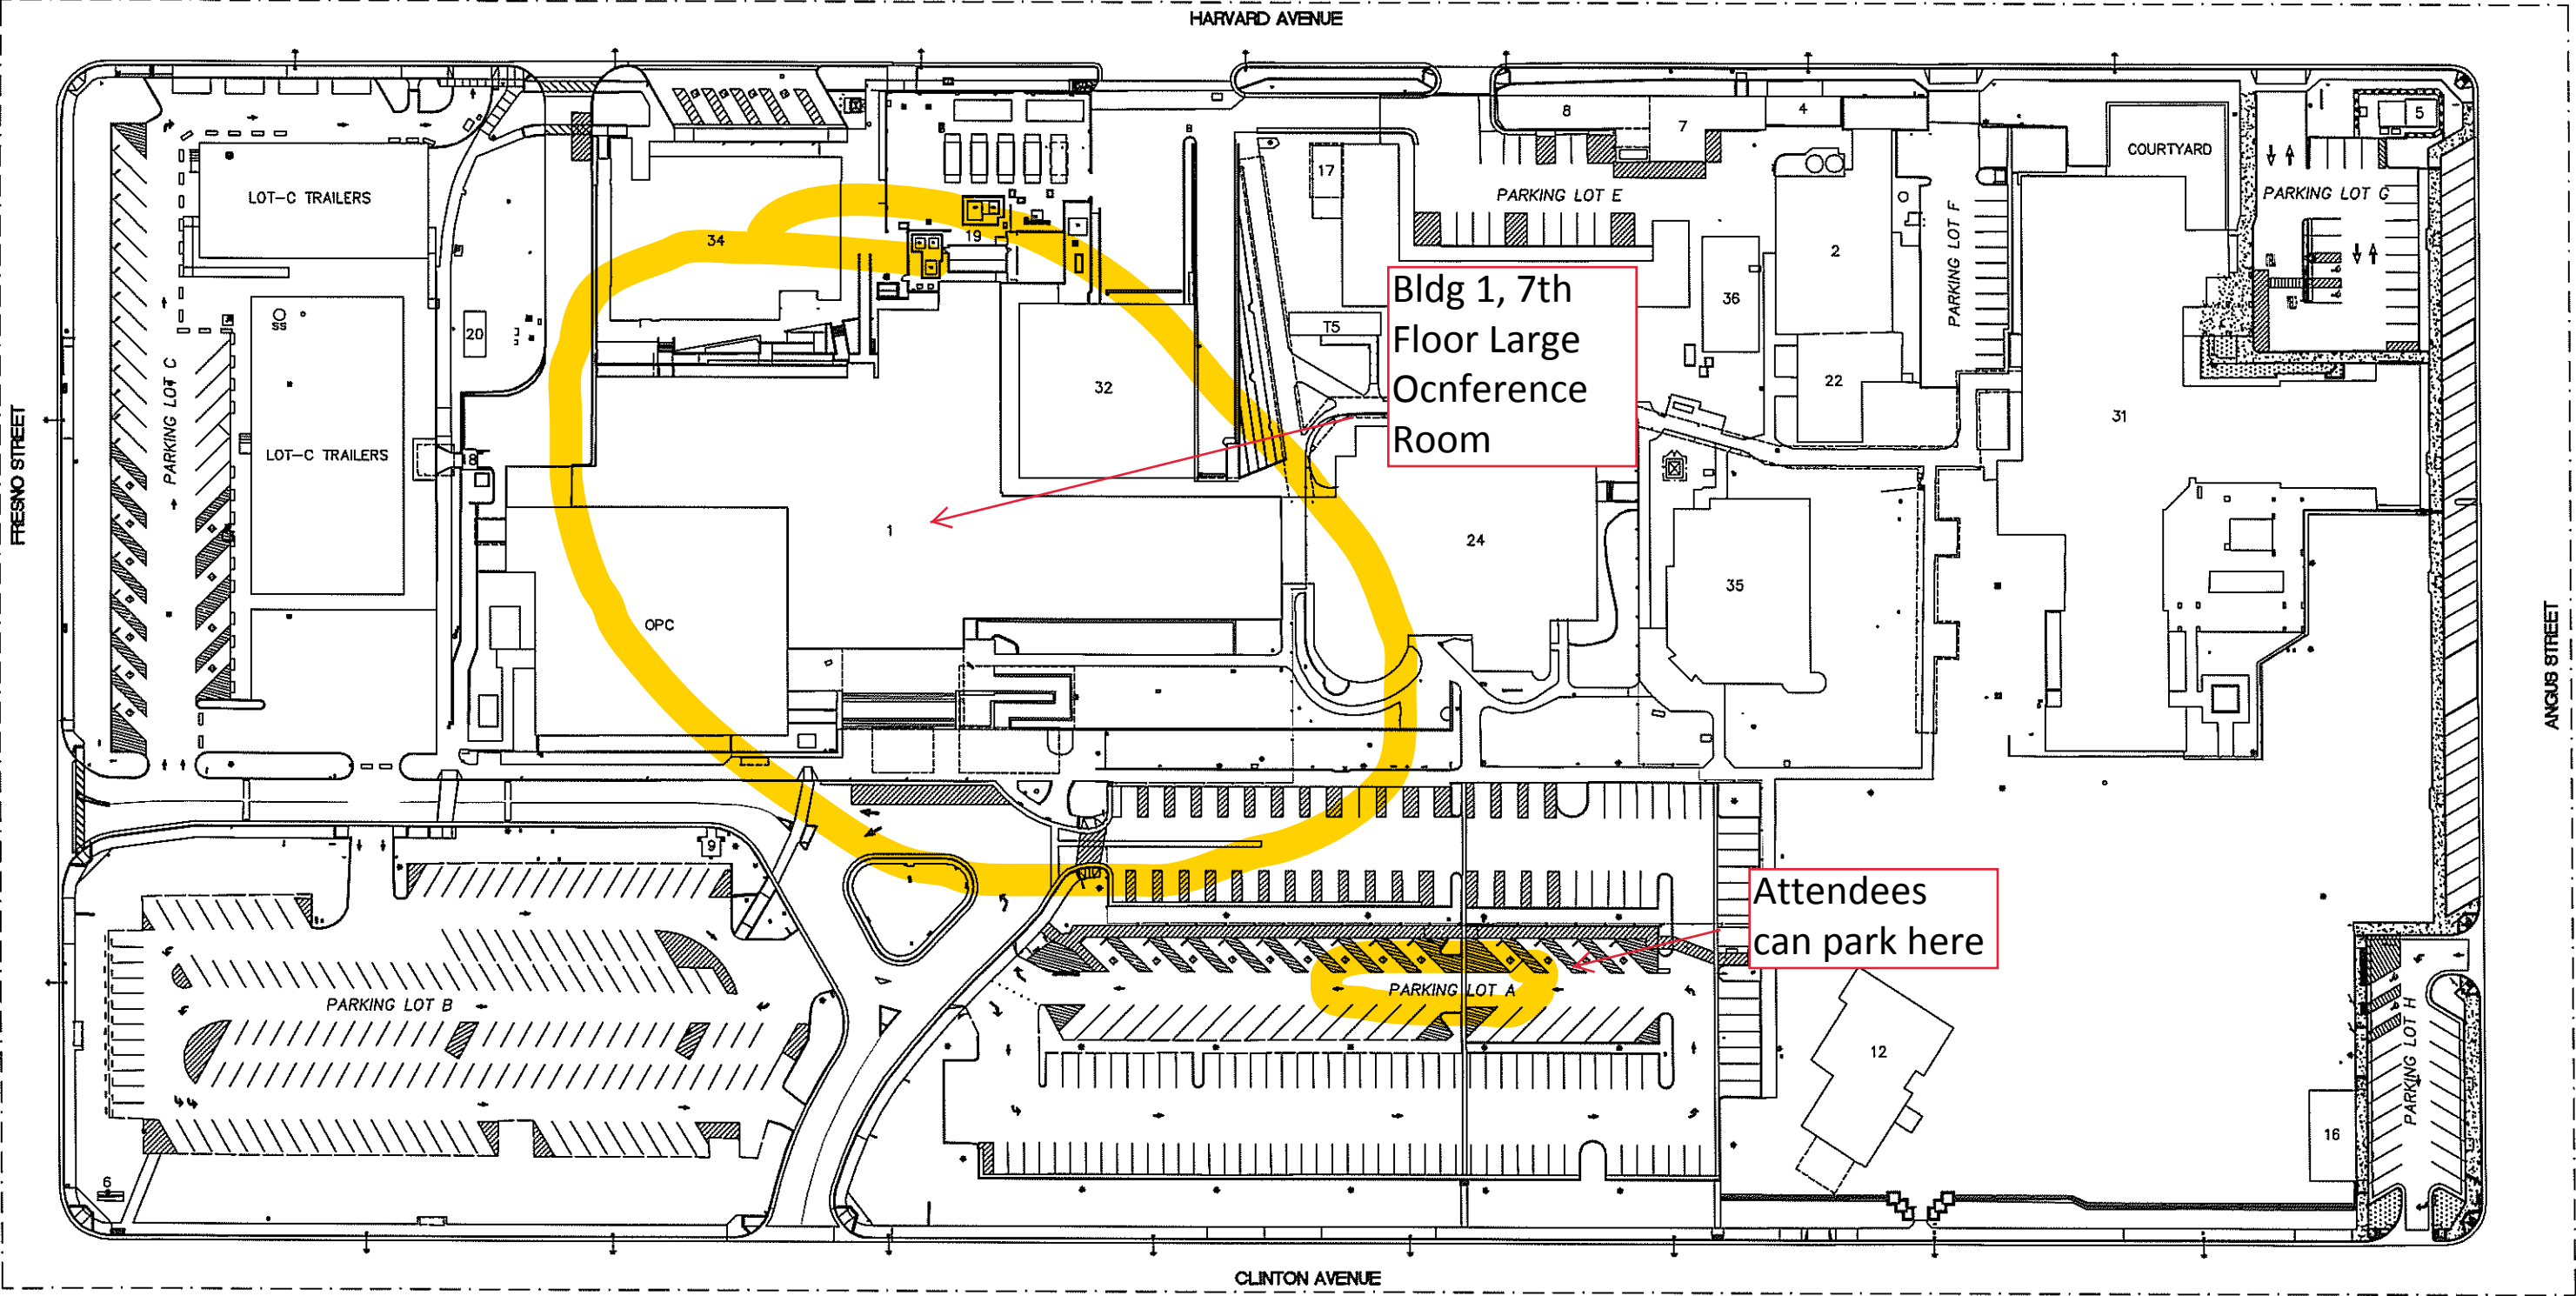 HARVARD AVENUE
8
7
4
5
COURTYARD
17
PARKING LOT E
PARKING LOT G
LOT-C TRAILERS
34
19
2
PARKING LOT F
36
Bldg 1, 7th
Floor Large
Ocnference
Room
SS
20
T5
32
22
31
PARKING LOT C
FRESNO STREET
LOT-C TRAILERS
18
1
24
35
OPC
ANGUS STREET
9
Attendees
can park here
PARKING LOT A
PARKING LOT B
12
PARKING LOT H
16
6
CLINTON AVENUE